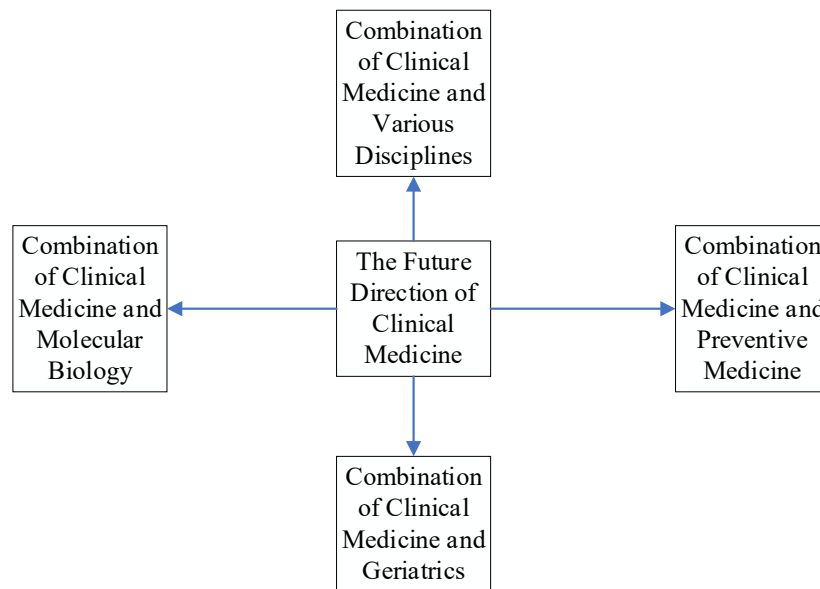 Combination
of Clinical
Medicine and
Various
Disciplines
Combination
of Clinical
Medicine and
Molecular
Biology
The Future
Direction of
Clinical
Medicine
Combination
of Clinical
Medicine and
Preventive
Medicine
Combination
of Clinical
Medicine and
Geriatrics